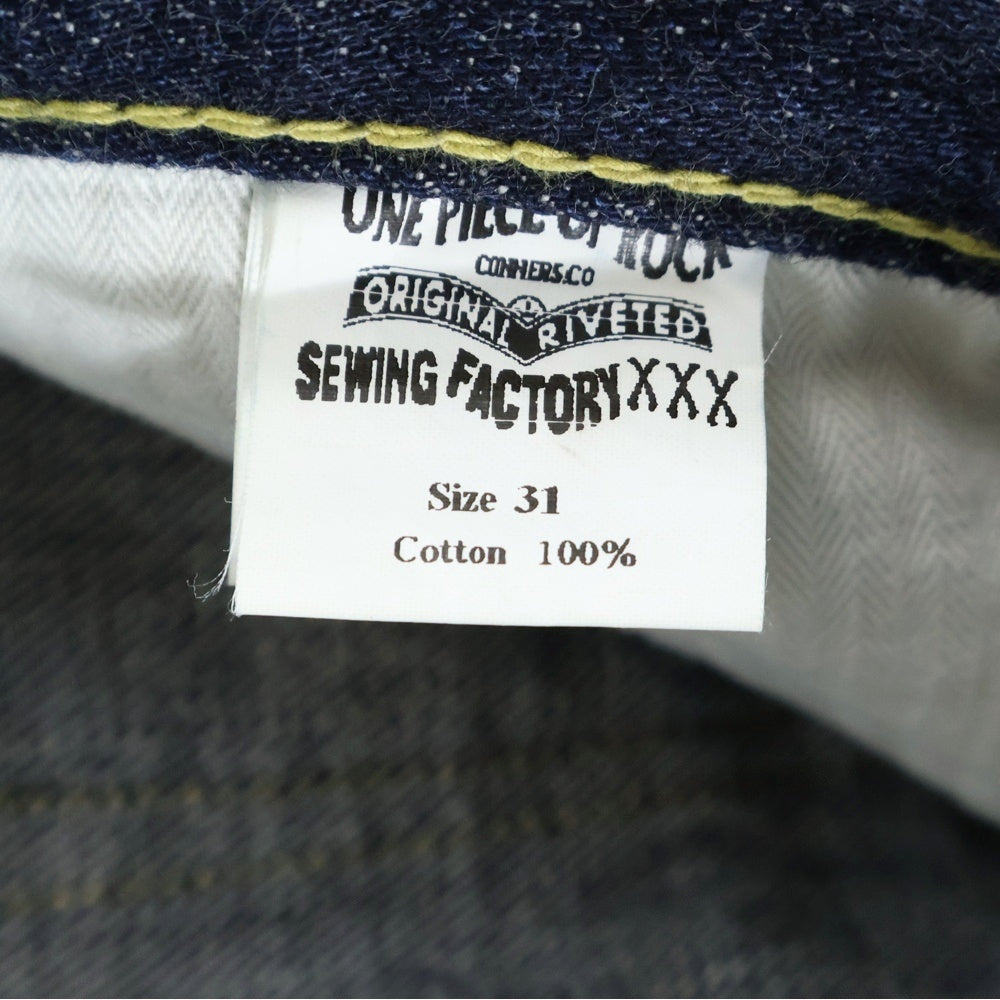 ONE PIECE OF ROCK
CONNERS.CO
ORIGINAL RIVETED
SEWING FACTORY XXX
Size 31
Cotton 100%